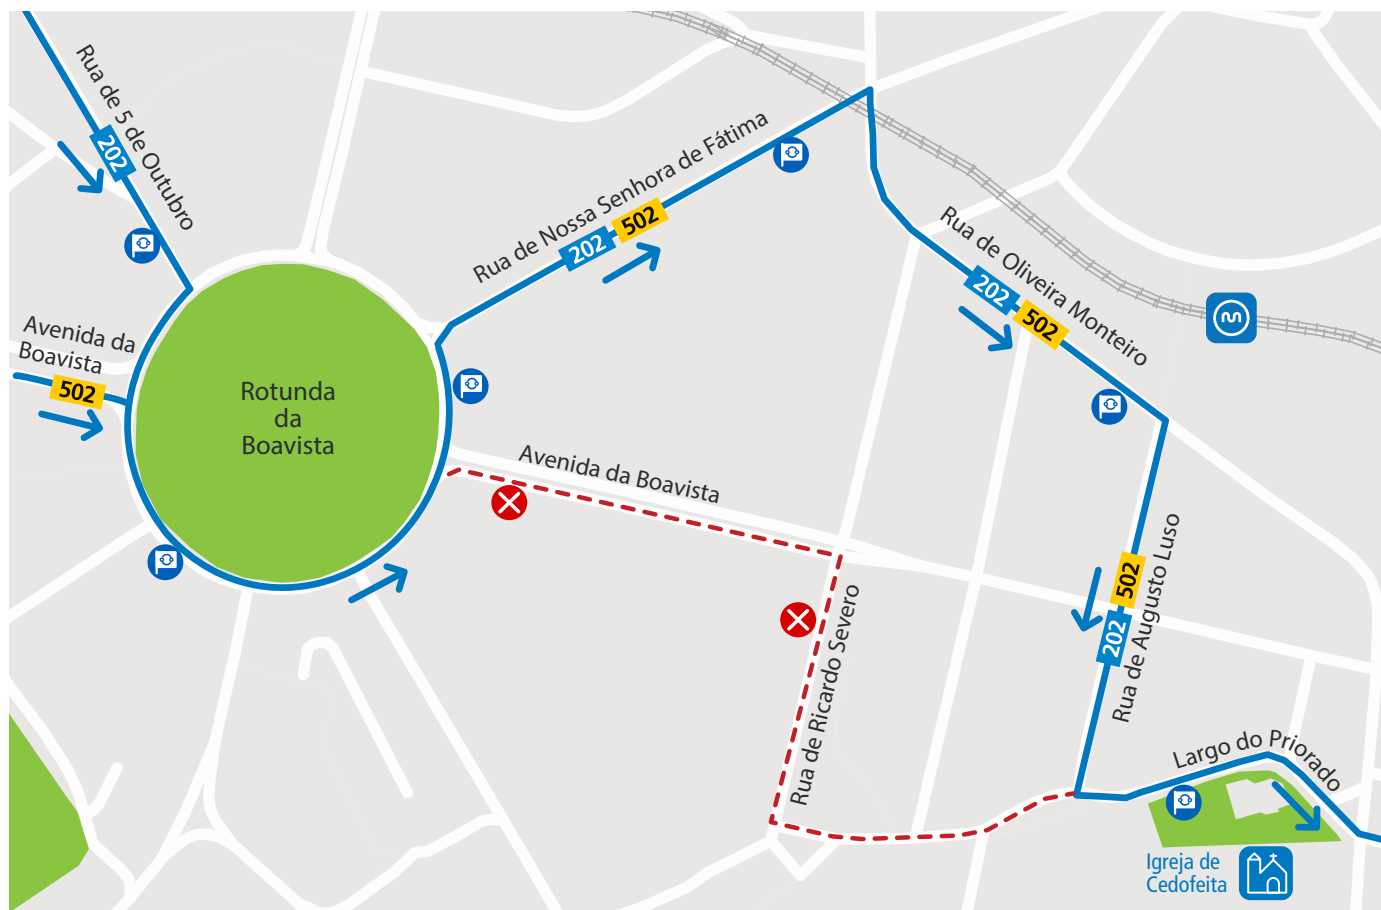 Rua de 5 de Outubro
202
Avenida da
Boavista
502
Rotunda
da
Boavista
Rua de Nossa Senhora de Fátima
202
502
Rua de Oliveira Monteiro
202
502
Avenida da Boavista
Rua de Ricardo Severo
502
202
Rua de Augusto Luso
Largo do Priorado
Igreja de
Cedofeita